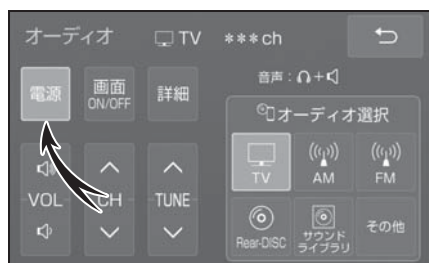 オーディオ TV ***ch
音声:+
電源 画面 ON/OFF 詳細
オーディオ選択
TV AM FM
VOL CH TUNE
Rear-DISC サウンドライブラリ その他